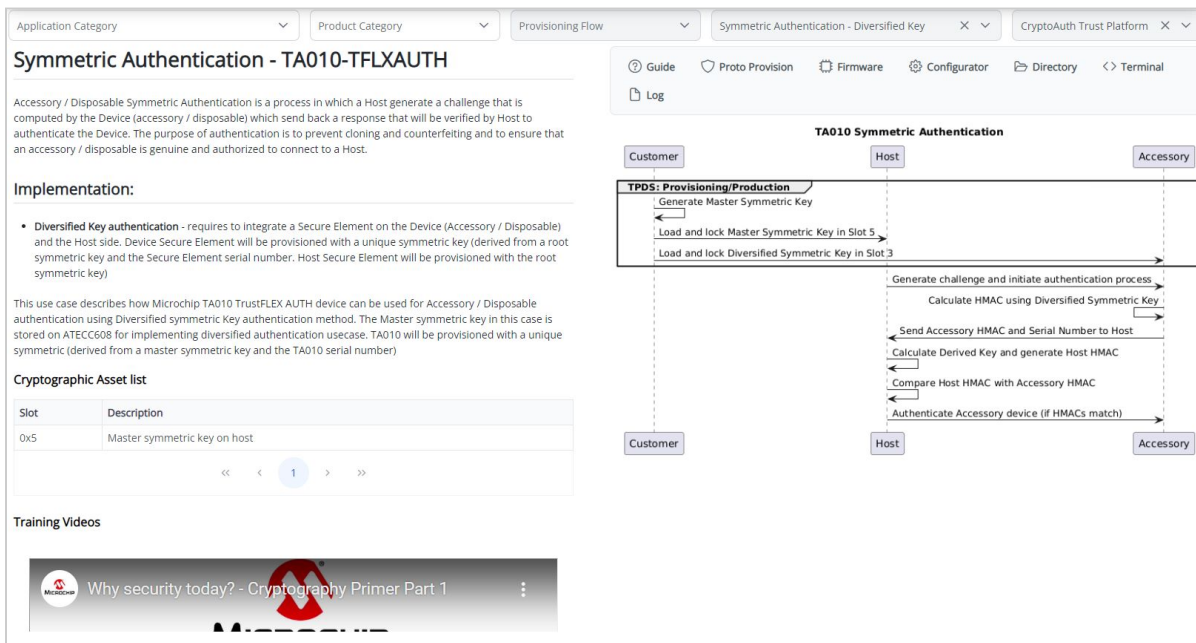 Application Category
Product Category
Provisioning Flow
Symmetric Authentication - Diversified Key
CryptoAuth Trust Platform
Symmetric Authentication - TA010-TFLXAUTH
Accessory / Disposable Symmetric Authentication is a process in which a Host generate a challenge that is
computed by the Device (accessory / disposable) which send back a response that will be verified by Host to
authenticate the Device. The purpose of authentication is to prevent cloning and counterfeiting and to ensure that
an accessory / disposable is genuine and authorized to connect to a Host.
Implementation:
• Diversified Key authentication - requires to integrate a Secure Element on the Device (Accessory / Disposable)
and the Host side. Device Secure Element will be provisioned with a unique symmetric key (derived from a root
symmetric key and the Secure Element serial number. Host Secure Element will be provisioned with the root
symmetric key)
This use case describes how Microchip TA010 TrustFLEX AUTH device can be used for Accessory / Disposable
authentication using Diversified symmetric Key authentication method. The Master symmetric key in this case is
stored on ATECC608 for implementing diversified authentication usecase. TA010 will be provisioned with a unique
symmetric (derived from a master symmetric key and the TA010 serial number)
Cryptographic Asset list
Slot Description
0x5 Master symmetric key on host
« ‹ 1 › »
Training Videos
MICROCHIP
Why security today? - Cryptography Primer Part 1
MICROCHIP
Guide
Proto Provision
Firmware
Configurator
Directory
<> Terminal
Log
TA010 Symmetric Authentication
Customer Host Accessory
TPDS: Provisioning/Production
Generate Master Symmetric Key
Load and lock Master Symmetric Key in Slot 5
Load and lock Diversified Symmetric Key in Slot 3
Generate challenge and initiate authentication process
Calculate HMAC using Diversified Symmetric Key
Send Accessory HMAC and Serial Number to Host
Calculate Derived Key and generate Host HMAC
Compare Host HMAC with Accessory HMAC
Authenticate Accessory device (if HMACs match)
Customer Host Accessory